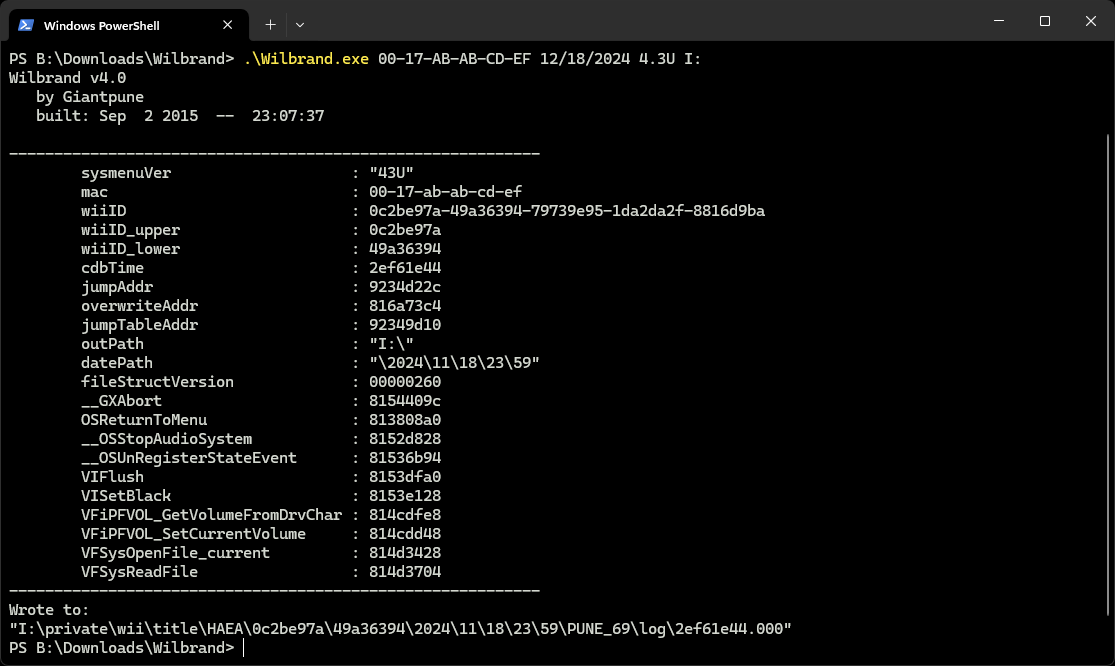 Windows PowerShell
PS B:\Downloads\Wilbrand> .\Wilbrand.exe 00-17-AB-AB-CD-EF 12/18/2024 4.3U I:
Wilbrand v4.0
   by Giantpune
   built: Sep  2 2015  --  23:07:37
-----------------------------------------------------------
        sysmenuVer                    : "43U"
        mac                           : 00-17-ab-ab-cd-ef
        wiiID                         : 0c2be97a-49a36394-79739e95-1da2da2f-8816d9ba
        wiiID_upper                   : 0c2be97a
        wiiID_lower                   : 49a36394
        cdbTime                       : 2ef61e44
        jumpAddr                      : 9234d22c
        overwriteAddr                 : 816a73c4
        jumpTableAddr                 : 92349d10
        outPath                       : "I:\"
        datePath                      : "\2024\11\18\23\59"
        fileStructVersion             : 00000260
        __GXAbort                     : 8154409c
        OSReturnToMenu                : 813808a0
        __OSStopAudioSystem           : 8152d828
        __OSUnRegisterStateEvent      : 81536b94
        VIFlush                       : 8153dfa0
        VISetBlack                    : 8153e128
        VFiPFVOL_GetVolumeFromDrvChar : 814cdfe8
        VFiPFVOL_SetCurrentVolume     : 814cdd48
        VFSysOpenFile_current         : 814d3428
        VFSysReadFile                 : 814d3704
-----------------------------------------------------------
Wrote to:
"I:\private\wii\title\HAEA\0c2be97a\49a36394\2024\11\18\23\59\PUNE_69\log\2ef61e44.000"
PS B:\Downloads\Wilbrand>